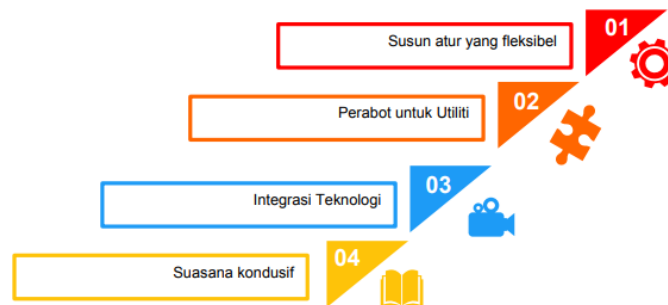 01
Susun atur yang fleksibel
02
Perabot untuk Utiliti
03
Integrasi Teknologi
04
Suasana kondusif